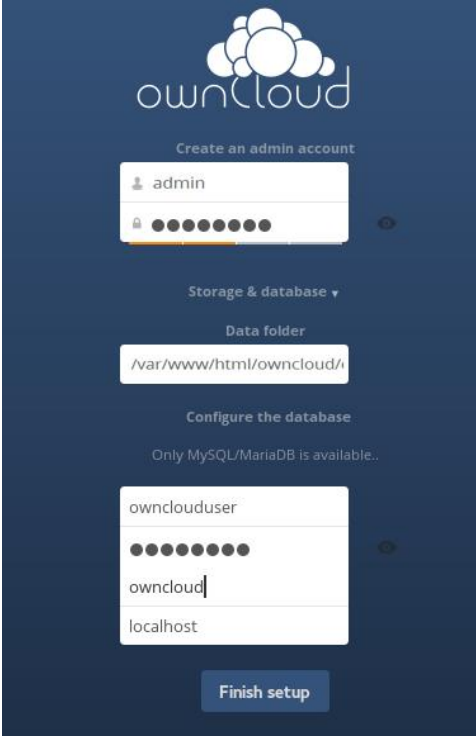 ownCloud
Create an admin account
admin
●●●●●●●●
Storage & database ▾
Data folder
/var/www/html/owncloud/
Configure the database
Only MySQL/MariaDB is available..
ownclouduser
●●●●●●●●
owncloud
localhost
Finish setup